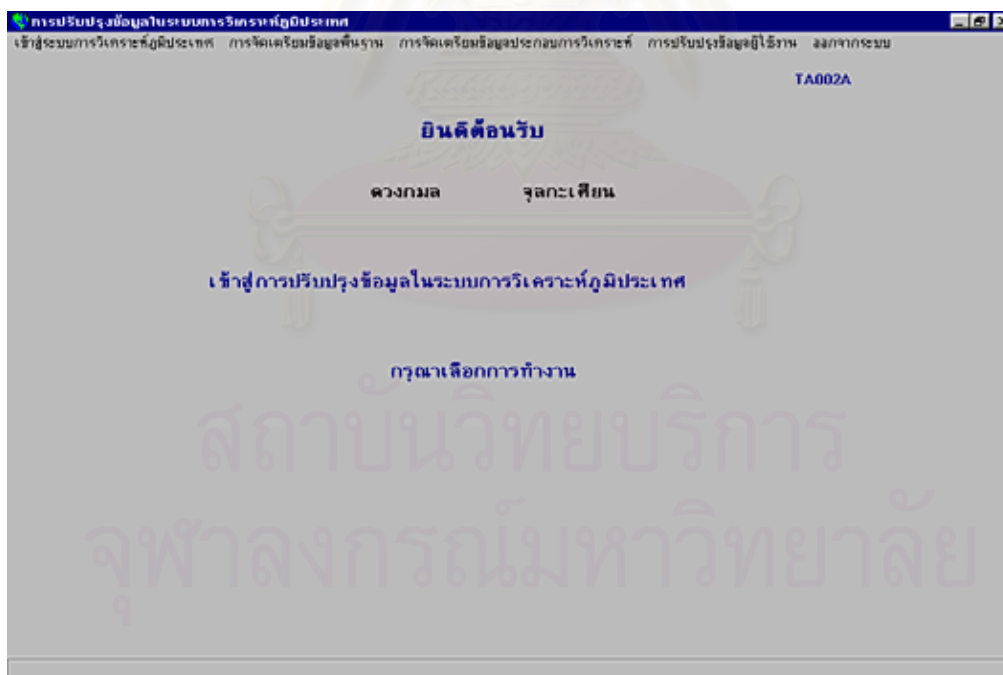 การปรับปรุงข้อมูลในระบบการวิเคราะห์ภูมิประเทศ
เข้าสู่ระบบการวิเคราะห์ภูมิประเทศ การจัดเตรียมข้อมูลพื้นฐาน การจัดเตรียมข้อมูลประกอบการวิเคราะห์ การปรับปรุงข้อมูลผู้ใช้งาน ออกจากระบบ
TA002A
ยินดีต้อนรับ
ดวงกมล จุลกะเศียน
เข้าสู่การปรับปรุงข้อมูลในระบบการวิเคราะห์ภูมิประเทศ
กรุณาเลือกการทำงาน
สถาบันวิทยบริการ
จุฬาลงกรณ์มหาวิทยาลัย